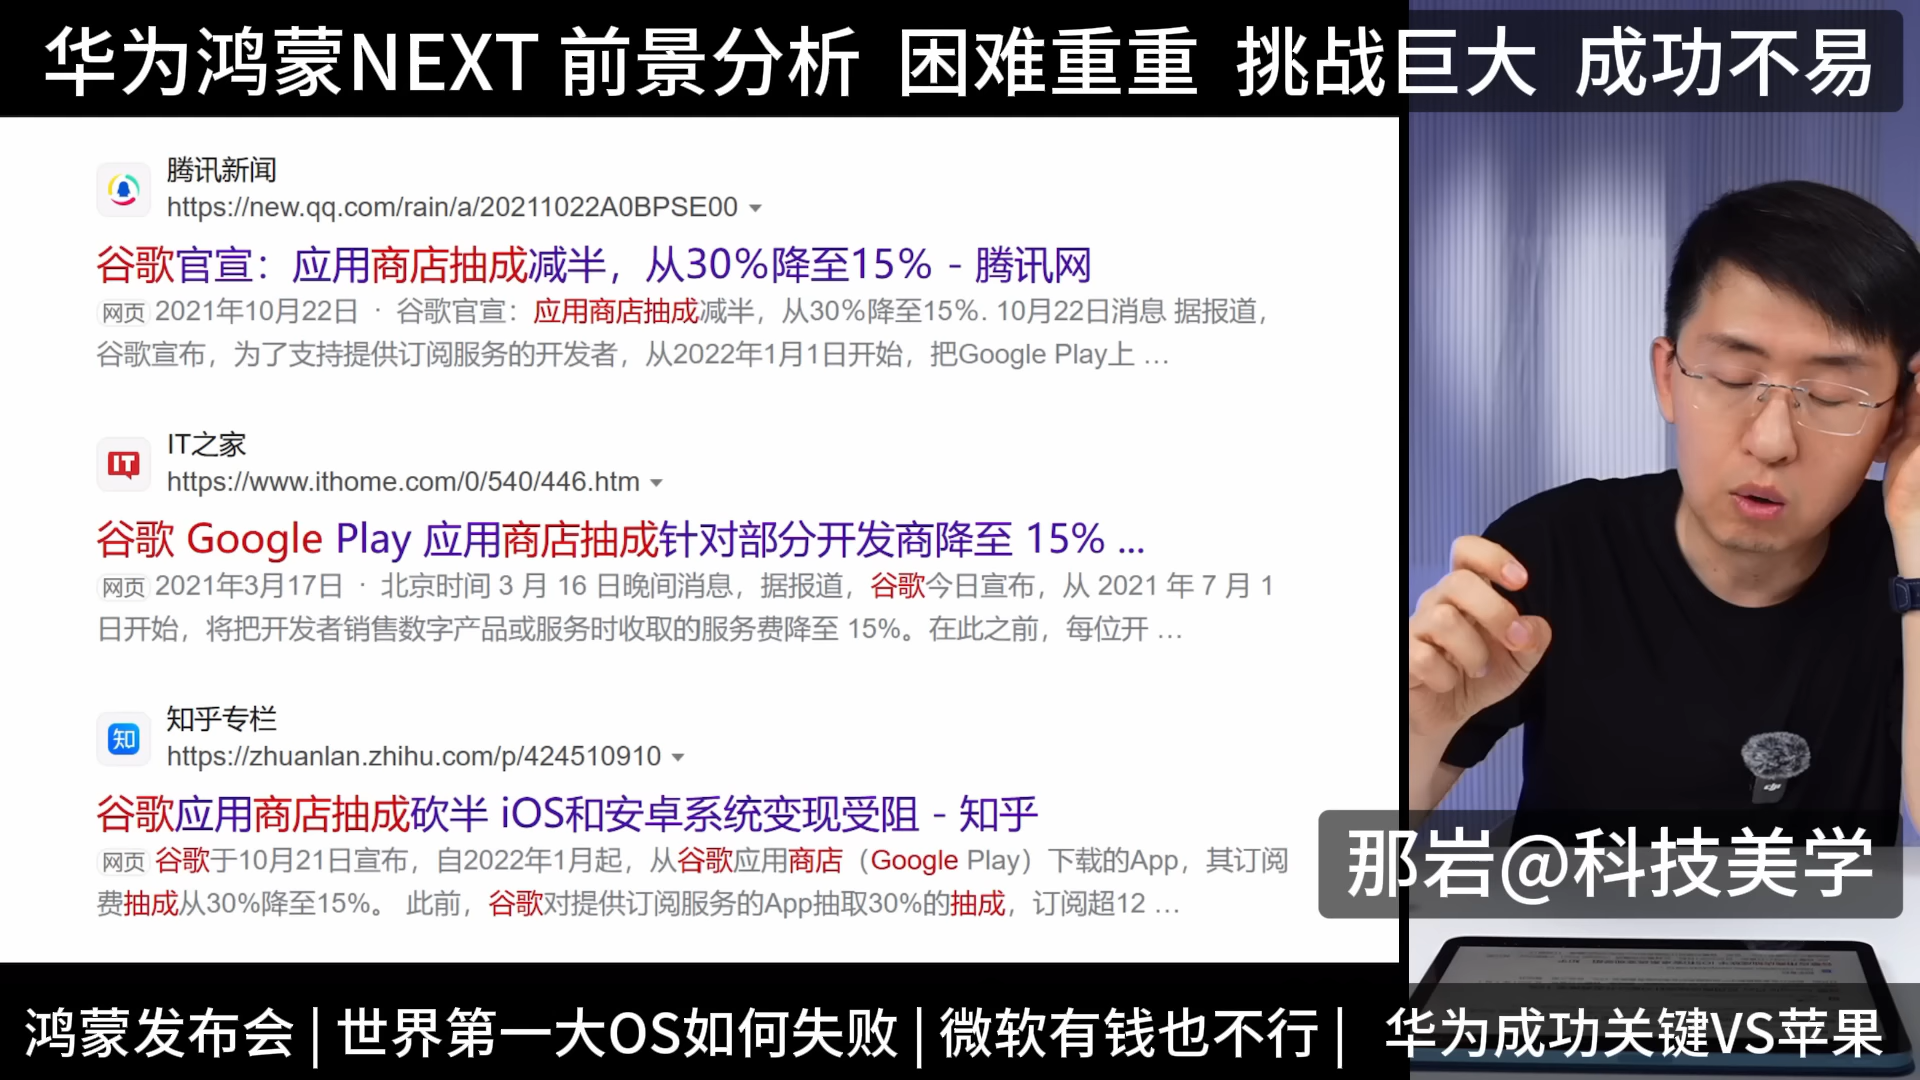 华为鸿蒙NEXT 前景分析 困难重重 挑战巨大 成功不易
腾讯新闻
https://new.qq.com/rain/a/20211022A0BPSE00
谷歌官宣：应用商店抽成减半，从30%降至15% - 腾讯网
网页 2021年10月22日 · 谷歌官宣：应用商店抽成减半，从30%降至15%. 10月22日消息 据报道，
谷歌宣布，为了支持提供订阅服务的开发者，从2022年1月1日开始，把Google Play上 …
IT
IT之家
https://www.ithome.com/0/540/446.htm
谷歌 Google Play 应用商店抽成针对部分开发商降至 15% ...
网页 2021年3月17日 · 北京时间 3 月 16 日晚间消息，据报道，谷歌今日宣布，从 2021 年 7 月 1
日开始，将把开发者销售数字产品或服务时收取的服务费降至 15%。在此之前，每位开 …
知
知乎专栏
https://zhuanlan.zhihu.com/p/424510910
谷歌应用商店抽成砍半 iOS和安卓系统变现受阻 - 知乎
网页 谷歌于10月21日宣布，自2022年1月起，从谷歌应用商店（Google Play）下载的App，其订阅
费抽成从30%降至15%。 此前，谷歌对提供订阅服务的App抽取30%的抽成，订阅超12 …
那岩@科技美学
鸿蒙发布会 | 世界第一大OS如何失败 | 微软有钱也不行 | 华为成功关键VS苹果